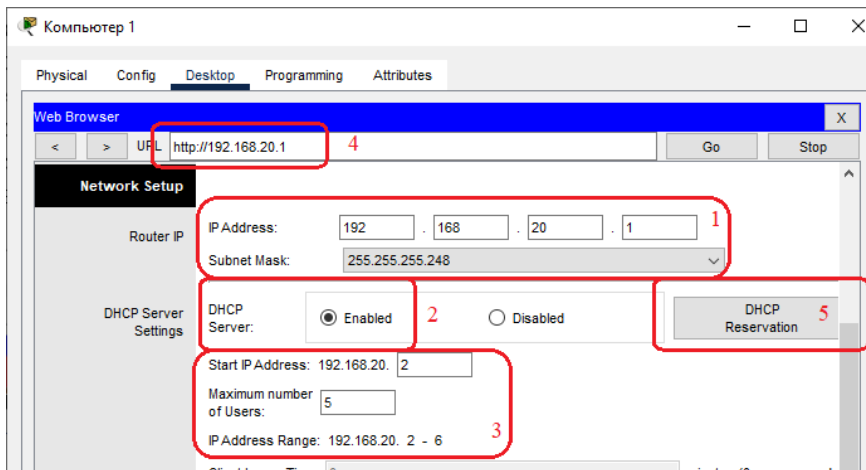 Компьютер 1
Physical Config Desktop Programming Attributes
Web Browser X
< > URL http://192.168.20.1 4 Go Stop
Network Setup
Router IP
IP Address: 192 . 168 . 20 . 1 1
Subnet Mask: 255.255.255.248
DHCP Server
Settings
DHCP
Server: Enabled 2 Disabled
DHCP
Reservation 5
Start IP Address: 192.168.20. 2
Maximum number
of Users: 5
IP Address Range: 192.168.20. 2 - 6 3